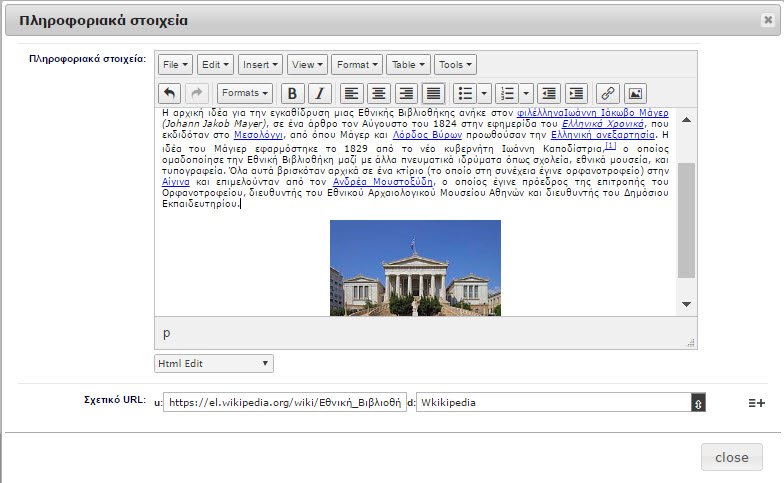 Πληροφοριακά στοιχεία
Πληροφοριακά στοιχεία:
File Edit Insert View Format Table Tools
Formats B I
Η αρχική ιδέα για την εγκαθίδρυση μιας Εθνικής Βιβλιοθήκης ανήκε στον φιλέλληναΙωάννη Ιάκωβο Μάγερ
(Johann Jakob Mayer), σε ένα άρθρο τον Αύγουστο του 1824 στην εφημερίδα του Ελληνικά Χρονικά, που
εκδιδόταν στο Μεσολόγγι, από όπου Μάγερ και Λόρδος Βύρων προωθούσαν την Ελληνική ανεξαρτησία. Η
ιδέα του Μάγιερ εφαρμόστηκε το 1829 από το νέο κυβερνήτη Ιωάννη Καποδίστρια,[1] ο οποίος
ομαδοποίησε την Εθνική Βιβλιοθήκη μαζί με άλλα πνευματικά ιδρύματα όπως σχολεία, εθνικά μουσεία, και
τυπογραφεία. Όλα αυτά βρισκόταν αρχικά σε ένα κτίριο (το οποίο στη συνέχεια έγινε ορφανοτροφείο) στην
Αίγινα και επιμελούνταν από τον Ανδρέα Μουστοξύδη, ο οποίος έγινε πρόεδρος της επιτροπής του
Ορφανοτροφείου, διευθυντής του Εθνικού Αρχαιολογικού Μουσείου Αθηνών και διευθυντής του Δημόσιου
Εκπαιδευτηρίου.
p
Html Edit
Σχετικό URL: u: https://el.wikipedia.org/wiki/Εθνική_Βιβλιοθή d: Wkikipedia
close